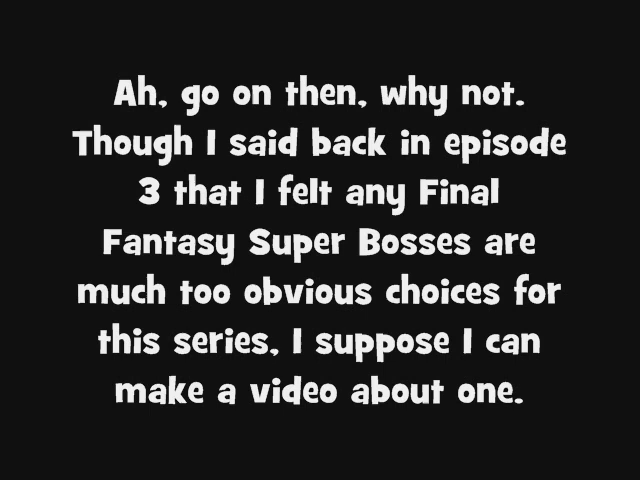 Ah, go on then, why not.
Though I said back in episode
3 that I felt any Final
Fantasy Super Bosses are
much too obvious choices for
this series, I suppose I can
make a video about one.